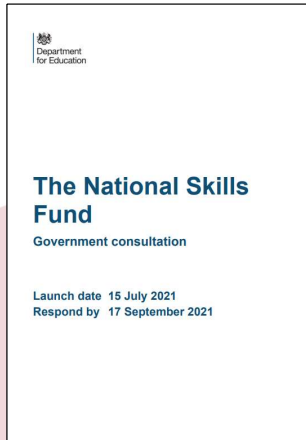 Department
for Education
The National Skills
Fund
Government consultation
Launch date 15 July 2021
Respond by 17 September 2021